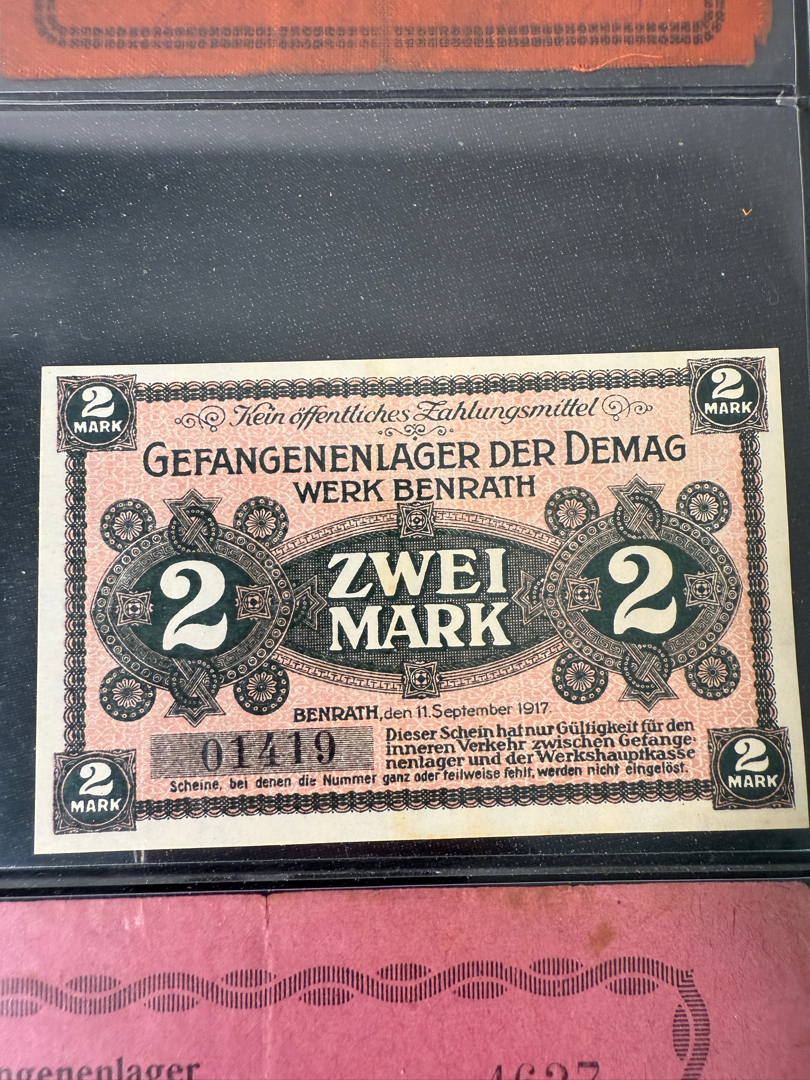 2 MARK
2 MARK
Kein öffentliches Zahlungsmittel
GEFANGENENLAGER DER DEMAG
WERK BENRATH
2
ZWEI
MARK
2
BENRATH, den 11. September 1917.
01419
Dieser Schein hat nur Gültigkeit für den
inneren Verkehr zwischen Gefange-
nenlager und der Werkshauptkasse
Scheine, bei denen die Nummer ganz oder teilweise fehlt, werden nicht eingelöst.
2 MARK
2 MARK
ngenenlager
4627